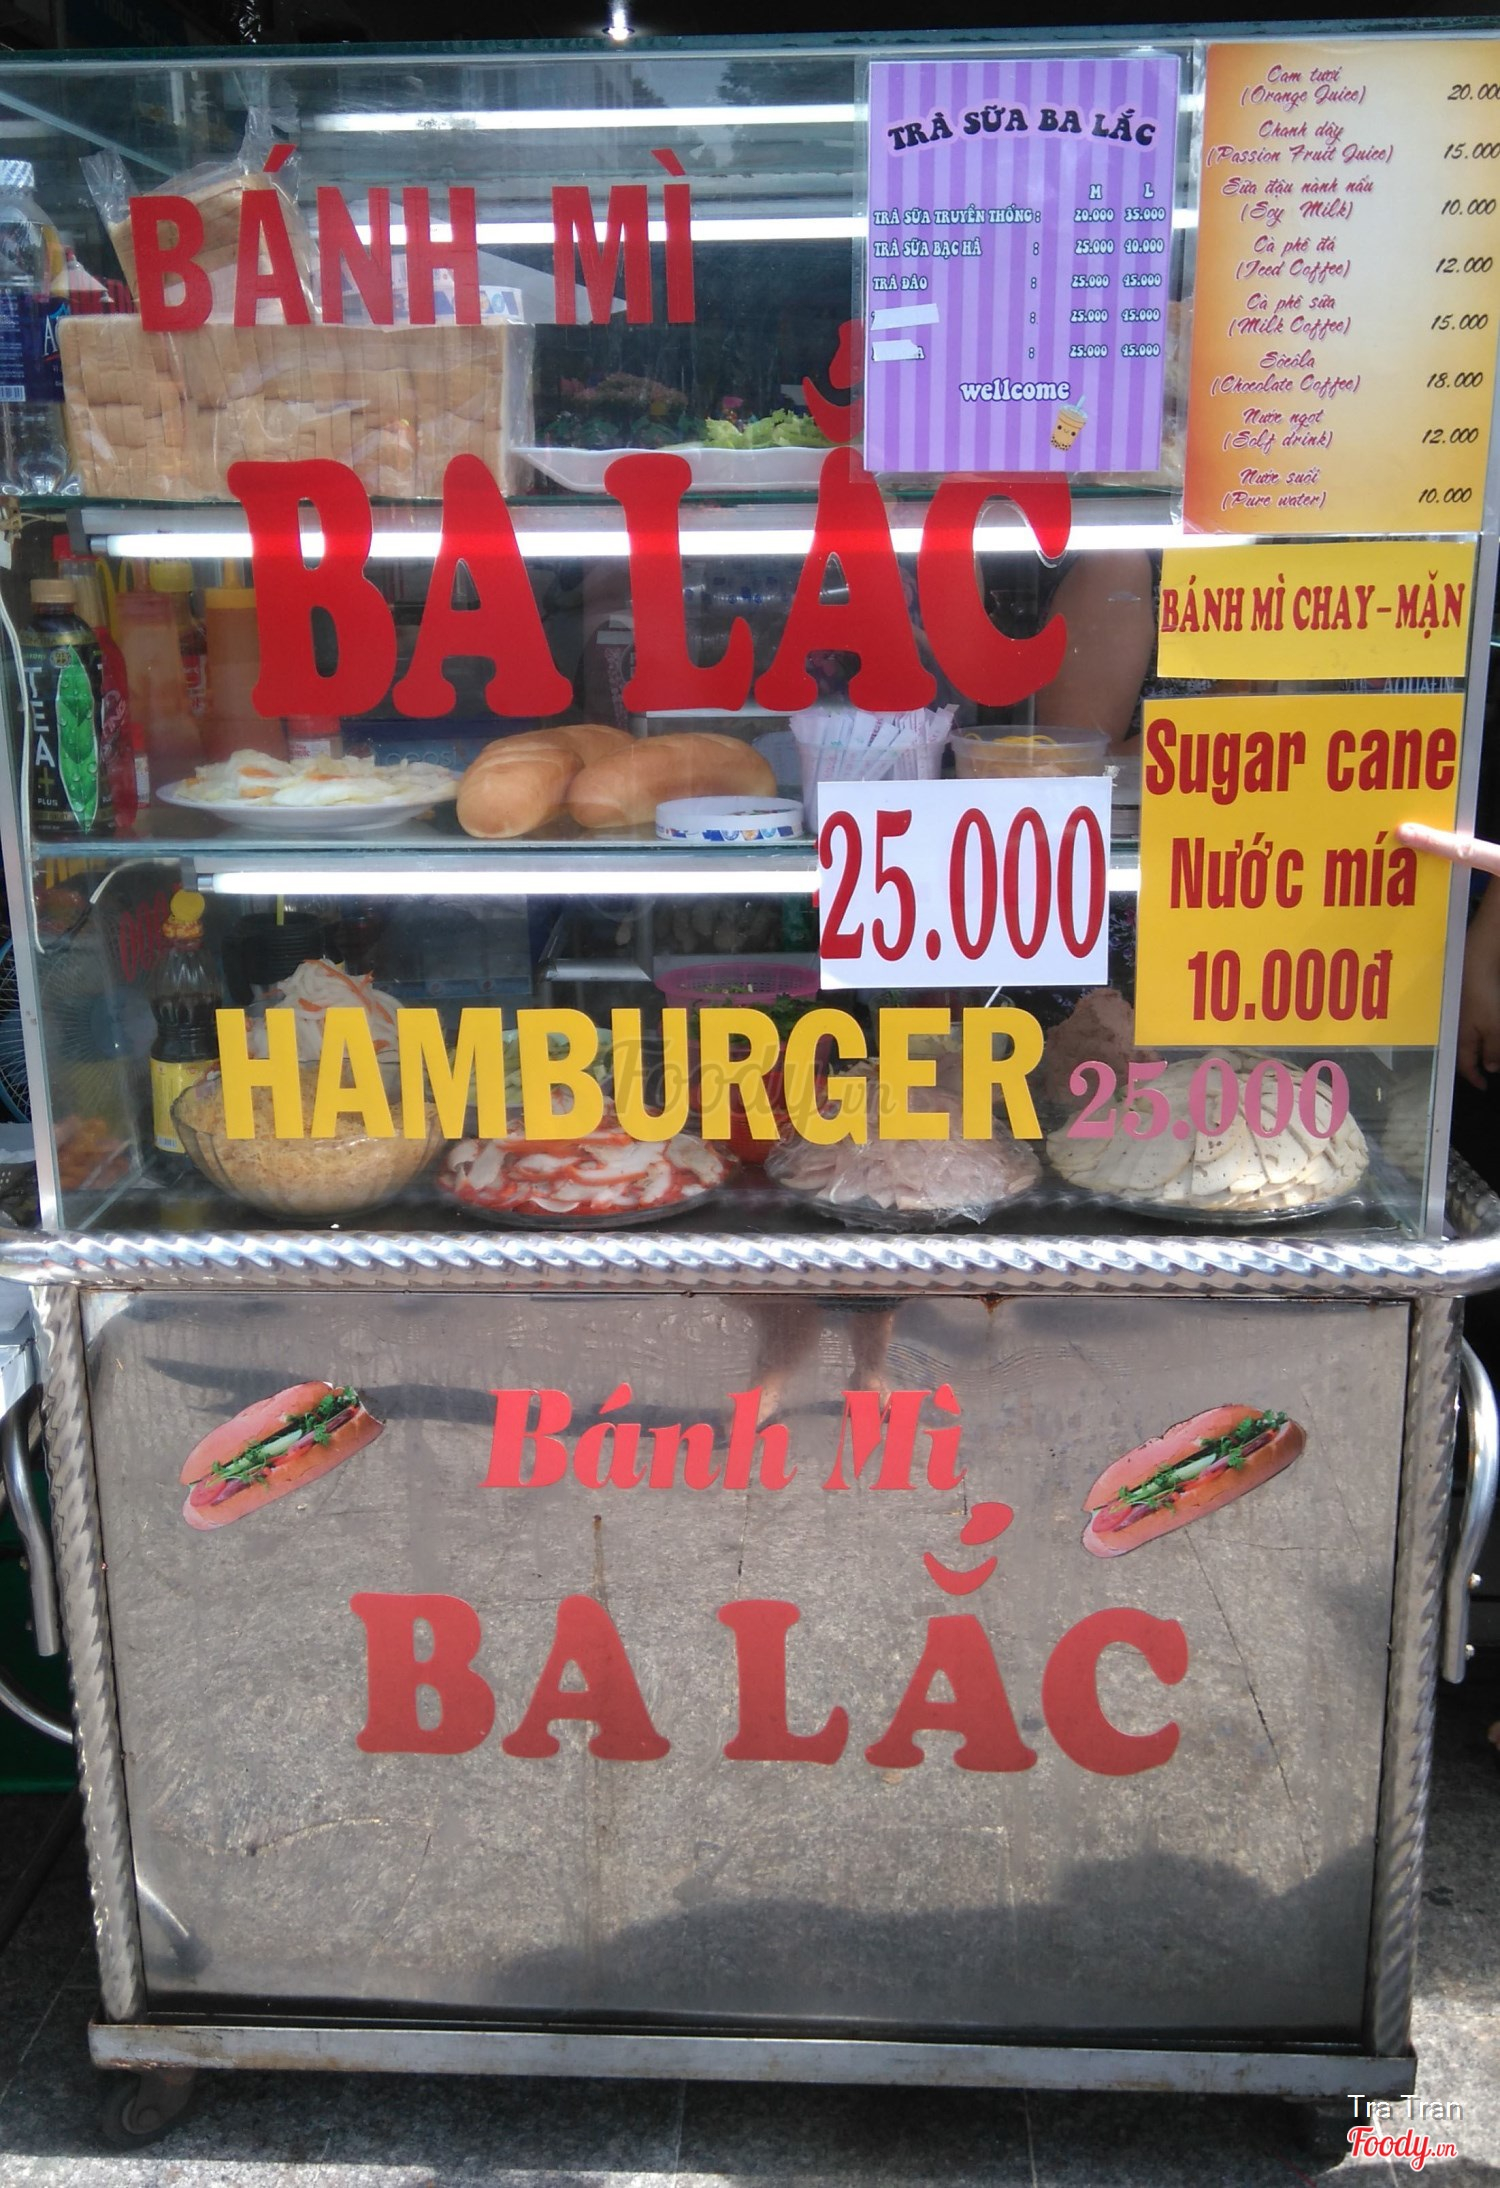 BÁNH MÌ
BA LẮC
TRÀ SỮA BA LẮC
M L
TRÀ SỮA TRUYỀN THỐNG : 20.000 35.000
TRÀ SỮA BẠC HÀ : 25.000 40.000
TRÀ ĐÀO : 25.000 45.000
: 25.000 45.000
: 25.000 45.000
wellcome
Cam tươi
(Orange Juice) 20.000
Chanh dây
(Passion Fruit Juice) 15.000
Sữa đậu nành nấu
(Soy Milk) 10.000
Cà phê đá
(Iced Coffee) 12.000
Cà phê sữa
(Milk Coffee) 15.000
Sôcôla
(Chocolate Coffee) 18.000
Nước ngọt
(Solf drink) 12.000
Nước suối
(Pure water) 10.000
BÁNH MÌ CHAY - MẶN
Sugar cane
Nước mía
10.000đ
TEA+
PLUS
25.000
HAMBURGER 25.000
Foody.vn
Bánh Mì
BA LẮC
Tra Tran
Foody.vn